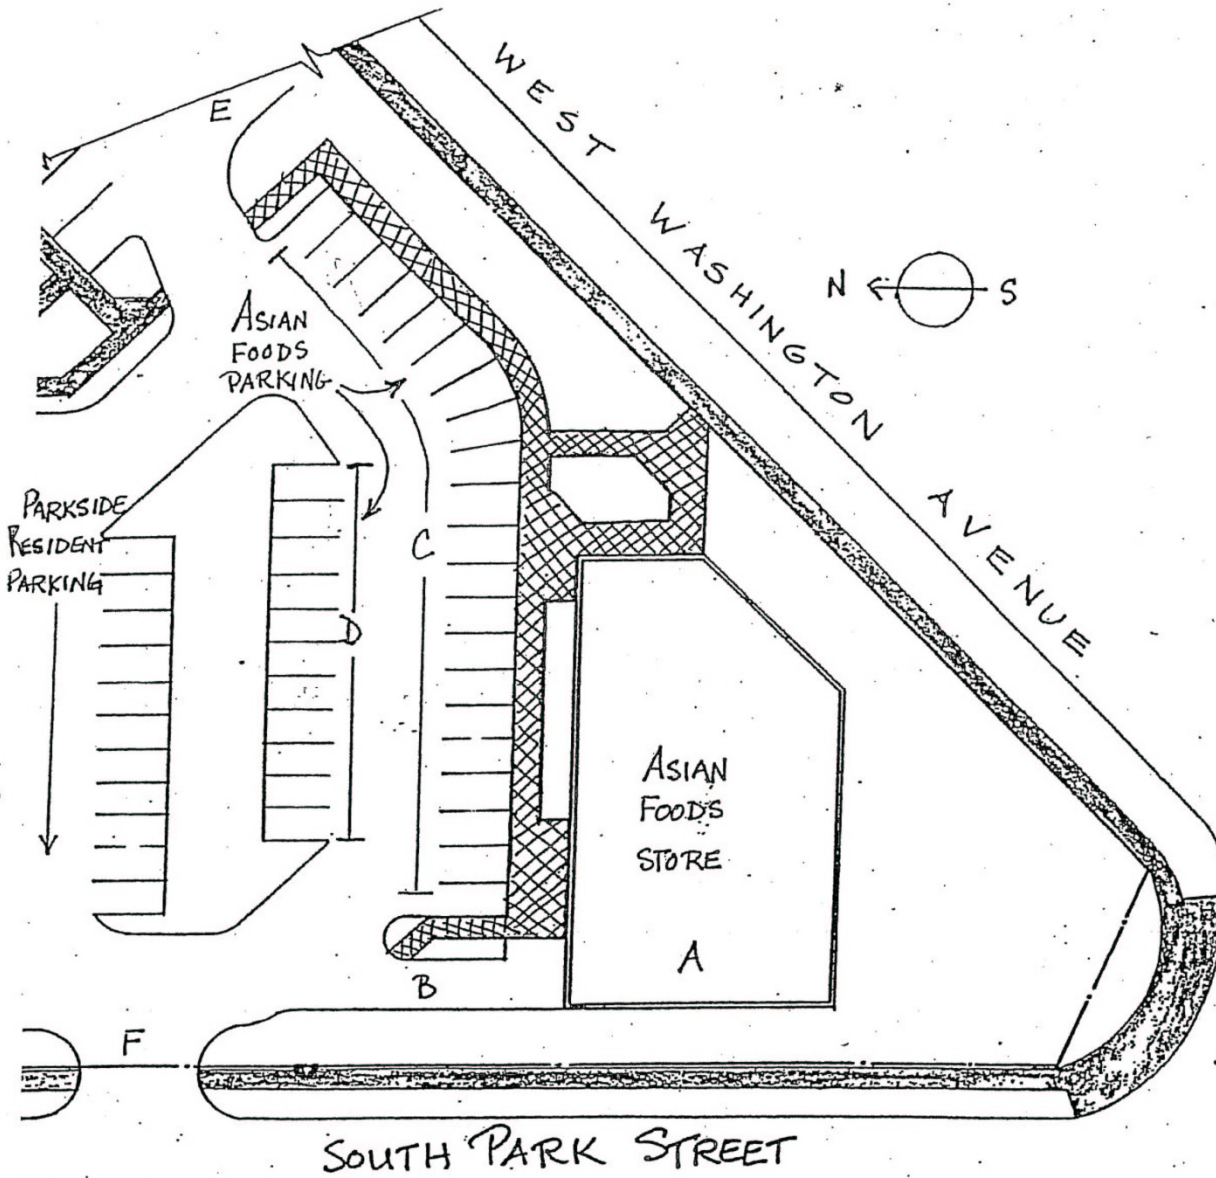 E
WEST WASHINGTON AVENUE
N S
ASIAN
FOODS
PARKING
PARKSIDE
RESIDENT
PARKING
C
D
ASIAN
FOODS
STORE
A
B
F
SOUTH PARK STREET